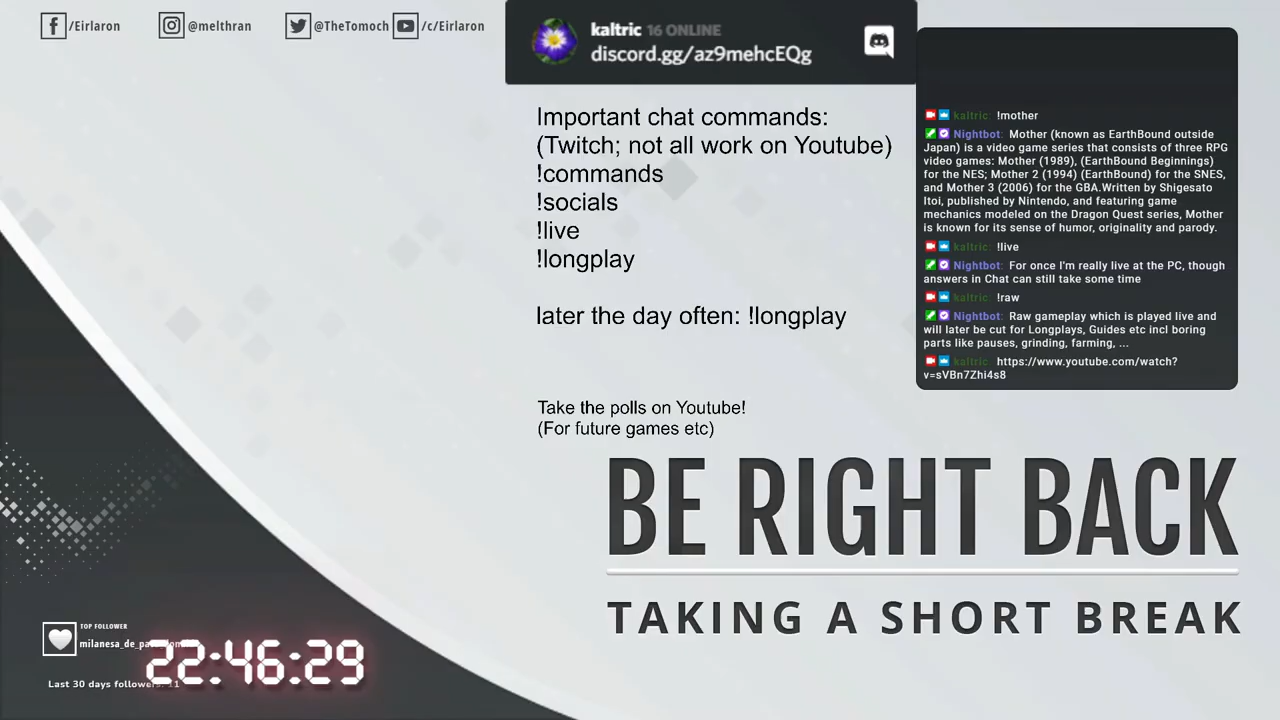 /Eirlaron
@melthran
@TheTomoch
/c/Eirlaron
kaltric 16 ONLINE
discord.gg/az9mehcEQg
Important chat commands:
(Twitch; not all work on Youtube)
!commands
!socials
!live
!longplay
later the day often: !longplay
Take the polls on Youtube!
(For future games etc)
kaltric: !mother
Nightbot: Mother (known as EarthBound outside
Japan) is a video game series that consists of three RPG
video games: Mother (1989), (EarthBound Beginnings)
for the NES; Mother 2 (1994) (EarthBound) for the SNES,
and Mother 3 (2006) for the GBA.Written by Shigesato
Itoi, published by Nintendo, and featuring game
mechanics modeled on the Dragon Quest series, Mother
is known for its sense of humor, originality and parody.
kaltric: !live
Nightbot: For once I'm really live at the PC, though
answers in Chat can still take some time
kaltric: !raw
Nightbot: Raw gameplay which is played live and
will later be cut for Longplays, Guides etc incl boring
parts like pauses, grinding, farming, ...
kaltric: https://www.youtube.com/watch?
v=sVBn7Zhi4s8
BE RIGHT BACK
TAKING A SHORT BREAK
TOP FOLLOWER
22:46:29
Last 30 days followers: 11